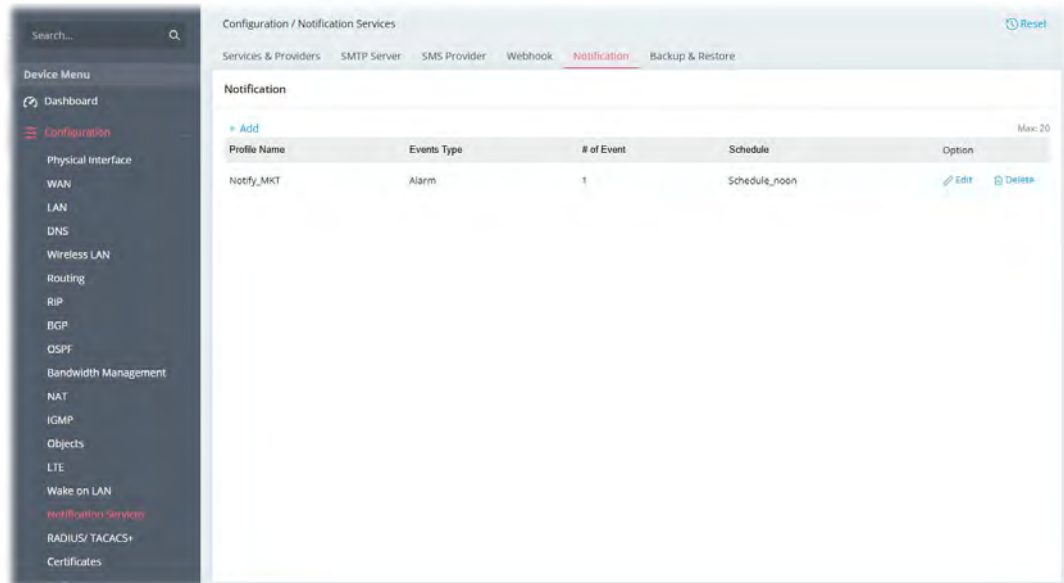 Search...
Device Menu
Dashboard
Configuration
Physical Interface
WAN
LAN
DNS
Wireless LAN
Routing
RIP
BGP
OSPF
Bandwidth Management
NAT
IGMP
Objects
LTE
Wake on LAN
Notification Services
RADIUS/ TACACS+
Certificates
Configuration / Notification Services
Reset
Services & Providers SMTP Server SMS Provider Webhook Notification Backup & Restore
Notification
+ Add Max: 20
Profile Name Events Type # of Event Schedule Option
Notify_MKT Alarm 1 Schedule_noon Edit Delete